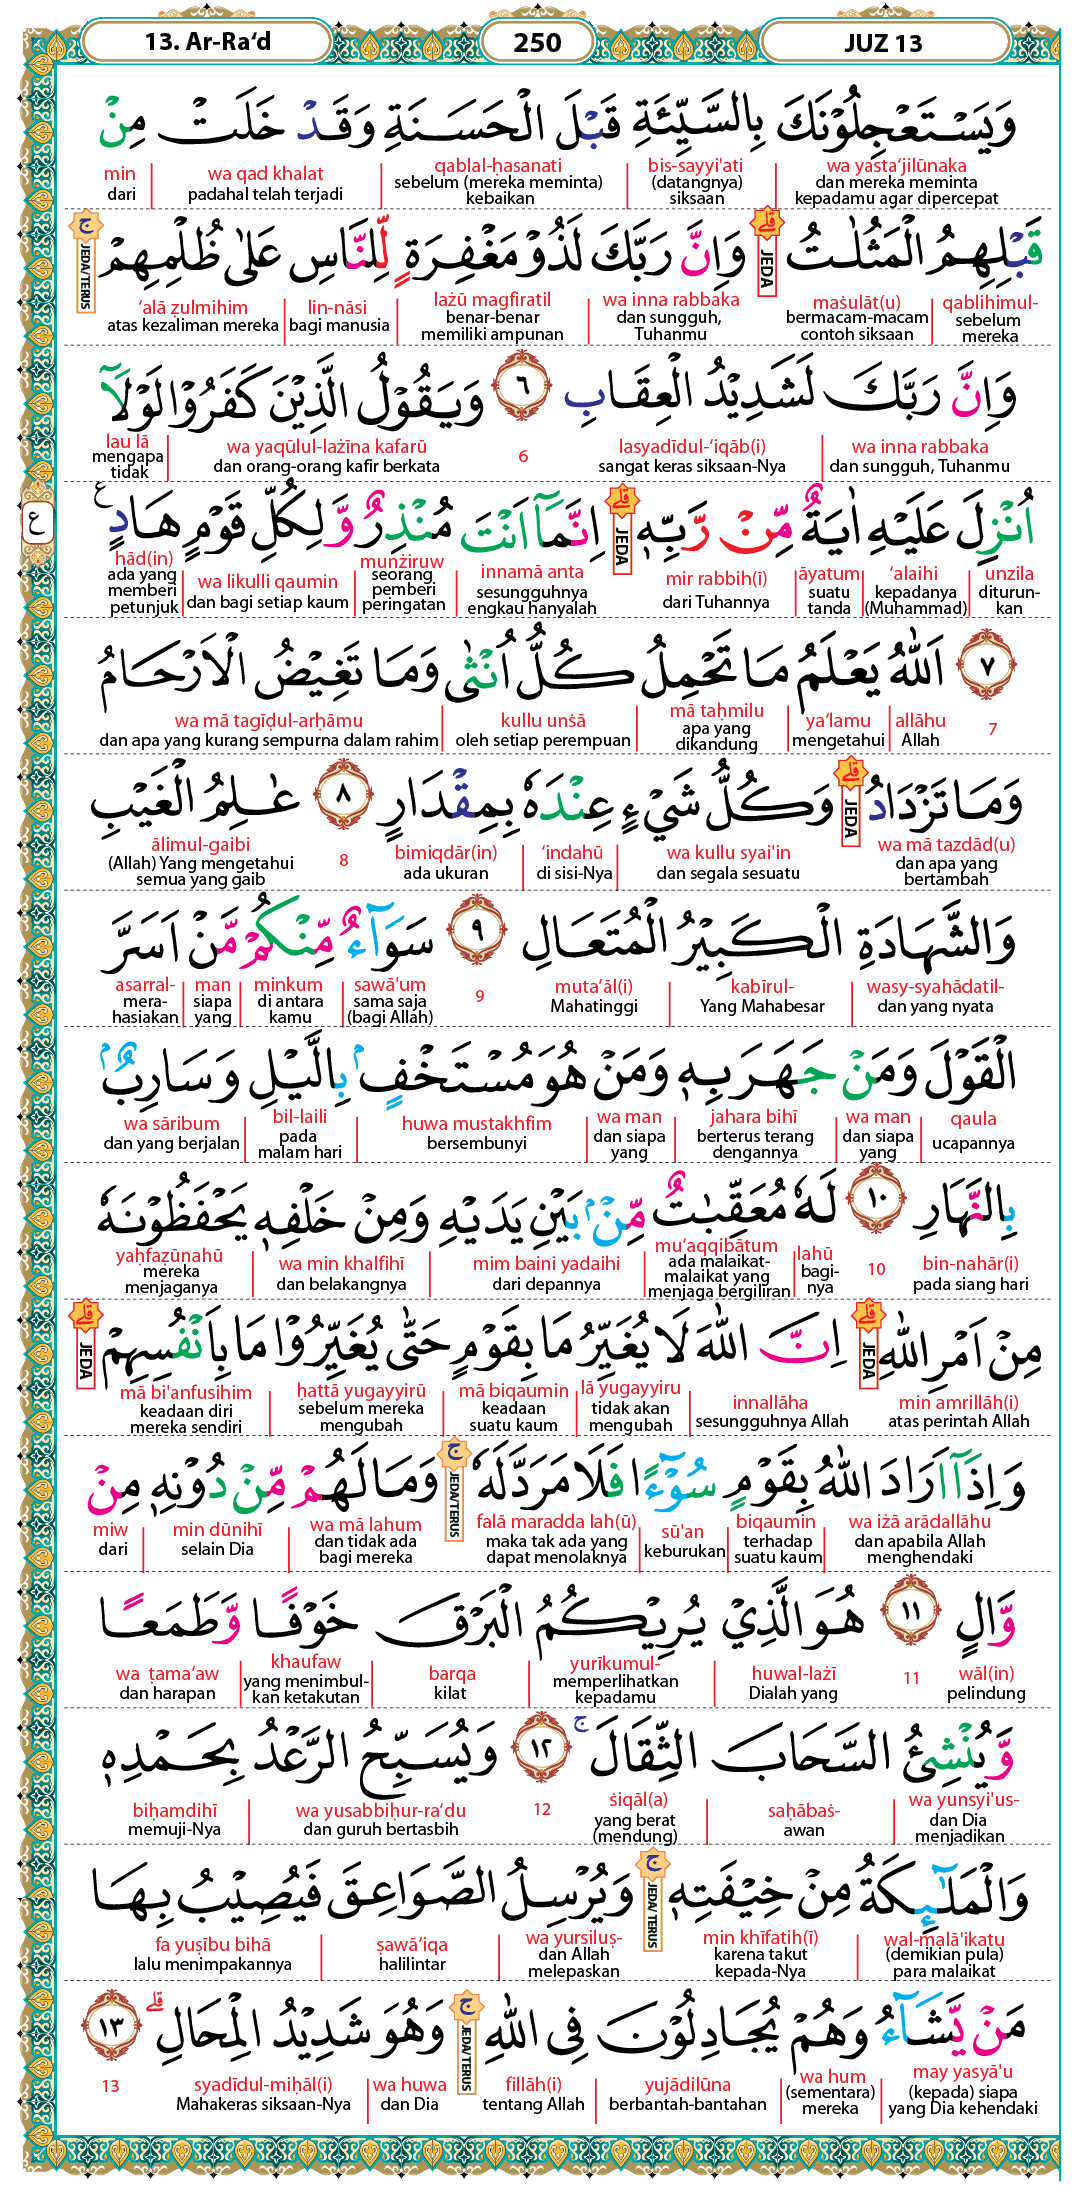 13. Ar-Ra‘d 250 JUZ 13
وَيَسْتَعْجِلُوْنَكَ بِالسَّيِّئَةِ قَبْلَ الْحَسَنَةِ وَقَدْ خَلَتْ مِنْ
wa yasta‘jilūnaka bis-sayyi'ati qablal-ḥasanati wa qad khalat min
dan mereka meminta kepadamu agar dipercepat (datangnya) siksaan sebelum (mereka meminta) kebaikan padahal telah terjadi dari
قَبْلِهِمُ الْمَثُلٰتُۗ وَاِنَّ رَبَّكَ لَذُوْ مَغْفِرَةٍ لِّلنَّاسِ عَلٰى ظُلْمِهِمْۚ
JEDA JEDA/TERUS
qablihimul- maṡulāt(u) wa inna rabbaka lażū magfiratil lin-nāsi ‘alā ẓulmihim
sebelum mereka bermacam-macam contoh siksaan dan sungguh, Tuhanmu benar-benar memiliki ampunan bagi manusia atas kezaliman mereka
وَاِنَّ رَبَّكَ لَشَدِيْدُ الْعِقَابِ ٦ وَيَقُوْلُ الَّذِيْنَ كَفَرُوْا لَوْلَآ
wa inna rabbaka lasyadīdul-‘iqāb(i) 6 wa yaqūlul-lażīna kafarū lau lā
dan sungguh, Tuhanmu sangat keras siksaan-Nya dan orang-orang kafir berkata mengapa tidak
اُنْزِلَ عَلَيْهِ اٰيَةٌ مِّنْ رَّبِّهٖۗ اِنَّمَآ اَنْتَ مُنْذِرٌ وَّلِكُلِّ قَوْمٍ هَادٍ ع
ع JEDA
unzila ‘alaihi āyatum mir rabbih(ī) innamā anta munżiruw wa likulli qaumin hād(in)
diturun-kan kepadanya (Muhammad) suatu tanda dari Tuhannya sesungguhnya engkau hanyalah seorang pemberi peringatan dan bagi setiap kaum ada yang memberi petunjuk
٧ اَللّٰهُ يَعْلَمُ مَا تَحْمِلُ كُلُّ اُنْثٰى وَمَا تَغِيْضُ الْاَرْحَامُ
7 allāhu ya‘lamu mā taḥmilu kullu unṡā wa mā tagīḍul-arḥāmu
Allah mengetahui apa yang dikandung oleh setiap perempuan dan apa yang kurang sempurna dalam rahim
وَمَا تَزْدَادُۗ وَكُلُّ شَيْءٍ عِنْدَهٗ بِمِقْدَارٍ ٨ عٰلِمُ الْغَيْبِ
JEDA
wa mā tazdād(u) wa kullu syai'in ‘indahū bimiqdār(in) 8 ālimul-gaibi
dan apa yang bertambah dan segala sesuatu di sisi-Nya ada ukuran (Allah) Yang mengetahui semua yang gaib
وَالشَّهَادَةِ الْكَبِيْرُ الْمُتَعَالِ ٩ سَوَاۤءٌ مِّنْكُمْ مَّنْ اَسَرَّ
wasy-syahādatil- kabīrul- muta‘āl(i) 9 sawā'um minkum man asarral-
dan yang nyata Yang Mahabesar Mahatinggi sama saja (bagi Allah) di antara kamu siapa yang mera-hasiakan
الْقَوْلَ وَمَنْ جَهَرَ بِهٖ وَمَنْ هُوَ مُسْتَخْفٍۢ بِالَّيْلِ وَسَارِبٌۢ
qaula wa man jahara bihī wa man huwa mustakhfim bil-laili wa sāribum
ucapannya dan siapa yang berterus terang dengannya dan siapa yang bersembunyi pada malam hari dan yang berjalan
بِالنَّهَارِ ١٠ لَهٗ مُعَقِّبٰتٌ مِّنْۢ بَيْنِ يَدَيْهِ وَمِنْ خَلْفِهٖ يَحْفَظُوْنَهٗ
bin-nahār(i) 10 lahū mu‘aqqibātum mim baini yadaihi wa min khalfihī yaḥfaẓūnahū
pada siang hari bagi-nya ada malaikat-malaikat yang menjaga bergiliran dari depannya dan belakangnya mereka menjaganya
مِنْ اَمْرِ اللّٰهِۗ اِنَّ اللّٰهَ لَا يُغَيِّرُ مَا بِقَوْمٍ حَتّٰى يُغَيِّرُوْا مَا بِاَنْفُسِهِمْۗ
JEDA JEDA
min amrillāh(i) innallāha lā yugayyiru mā biqaumin ḥattā yugayyirū mā bi'anfusihim
atas perintah Allah sesungguhnya Allah tidak akan mengubah keadaan suatu kaum sebelum mereka mengubah keadaan diri mereka sendiri
وَاِذَآ اَرَادَ اللّٰهُ بِقَوْمٍ سُوْۤءًا فَلَا مَرَدَّ لَهٗۚ وَمَا لَهُمْ مِّنْ دُوْنِهٖ مِنْ
JEDA/TERUS
wa iżā arādallāhu biqaumin sū'an falā maradda lah(ū) wa mā lahum min dūnihī miw
dan apabila Allah menghendaki terhadap suatu kaum keburukan maka tak ada yang dapat menolaknya dan tidak ada bagi mereka selain Dia dari
وَّالٍ ١١ هُوَ الَّذِيْ يُرِيْكُمُ الْبَرْقَ خَوْفًا وَّطَمَعًا
wāl(in) 11 huwal-lażī yurīkumul- barqa khaufaw wa ṭama‘aw
pelindung Dialah yang memperlihatkan kepadamu kilat yang menimbul-kan ketakutan dan harapan
وَّيُنْشِئُ السَّحَابَ الثِّقَالَۚ ١٢ وَيُسَبِّحُ الرَّعْدُ بِحَمْدِهٖ
wa yunsyi'us- saḥābaṡ- ṡiqāl(a) 12 wa yusabbiḥur-ra‘du biḥamdihī
dan Dia menjadikan awan yang berat (mendung) dan guruh bertasbih memuji-Nya
وَالْمَلٰۤىِٕكَةُ مِنْ خِيْفَتِهٖۚ وَيُرْسِلُ الصَّوَاعِقَ فَيُصِيْبُ بِهَا
JEDA/ TERUS
wal-malā'ikatu min khīfatih(ī) wa yursiluṣ- ṣawā‘iqa fa yuṣību bihā
(demikian pula) para malaikat karena takut kepada-Nya dan Allah melepaskan halilintar lalu menimpakannya
مَنْ يَّشَاۤءُ وَهُمْ يُجَادِلُوْنَ فِى اللّٰهِۚ وَهُوَ شَدِيْدُ الْمِحَالِۗ ١٣
JEDA/TERUS
may yasyā'u wa hum yujādilūna fillāh(i) wa huwa syadīdul-miḥāl(i) 13
(kepada) siapa yang Dia kehendaki (sementara) mereka berbantah-bantahan tentang Allah dan Dia Mahakeras siksaan-Nya